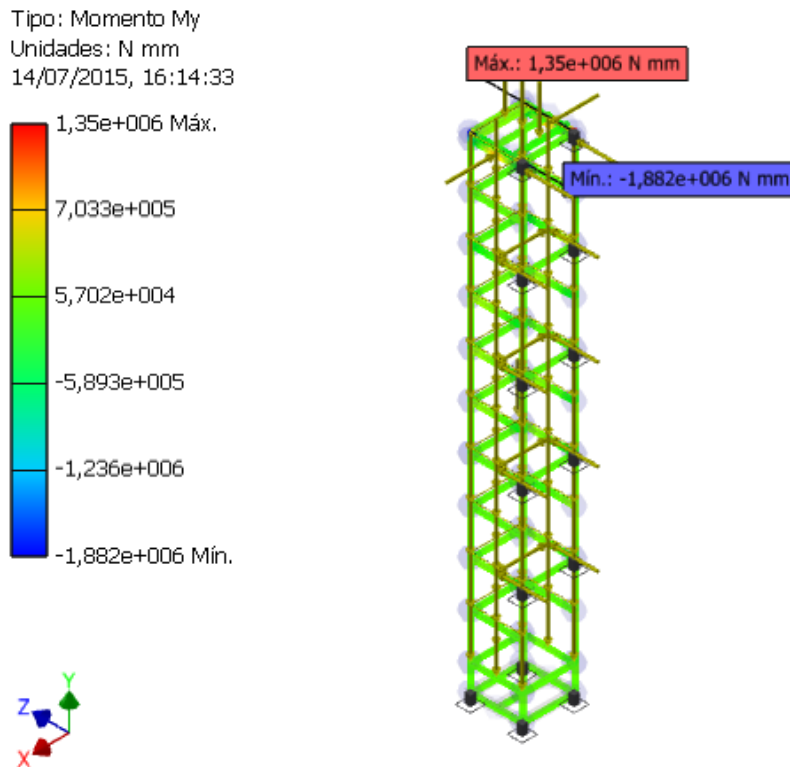 Tipo: Momento My
Unidades: N mm
14/07/2015, 16:14:33
1,35e+006 Máx.
7,033e+005
5,702e+004
-5,893e+005
-1,236e+006
-1,882e+006 Mín.
Máx.: 1,35e+006 N mm
Mín.: -1,882e+006 N mm
Y
Z
X